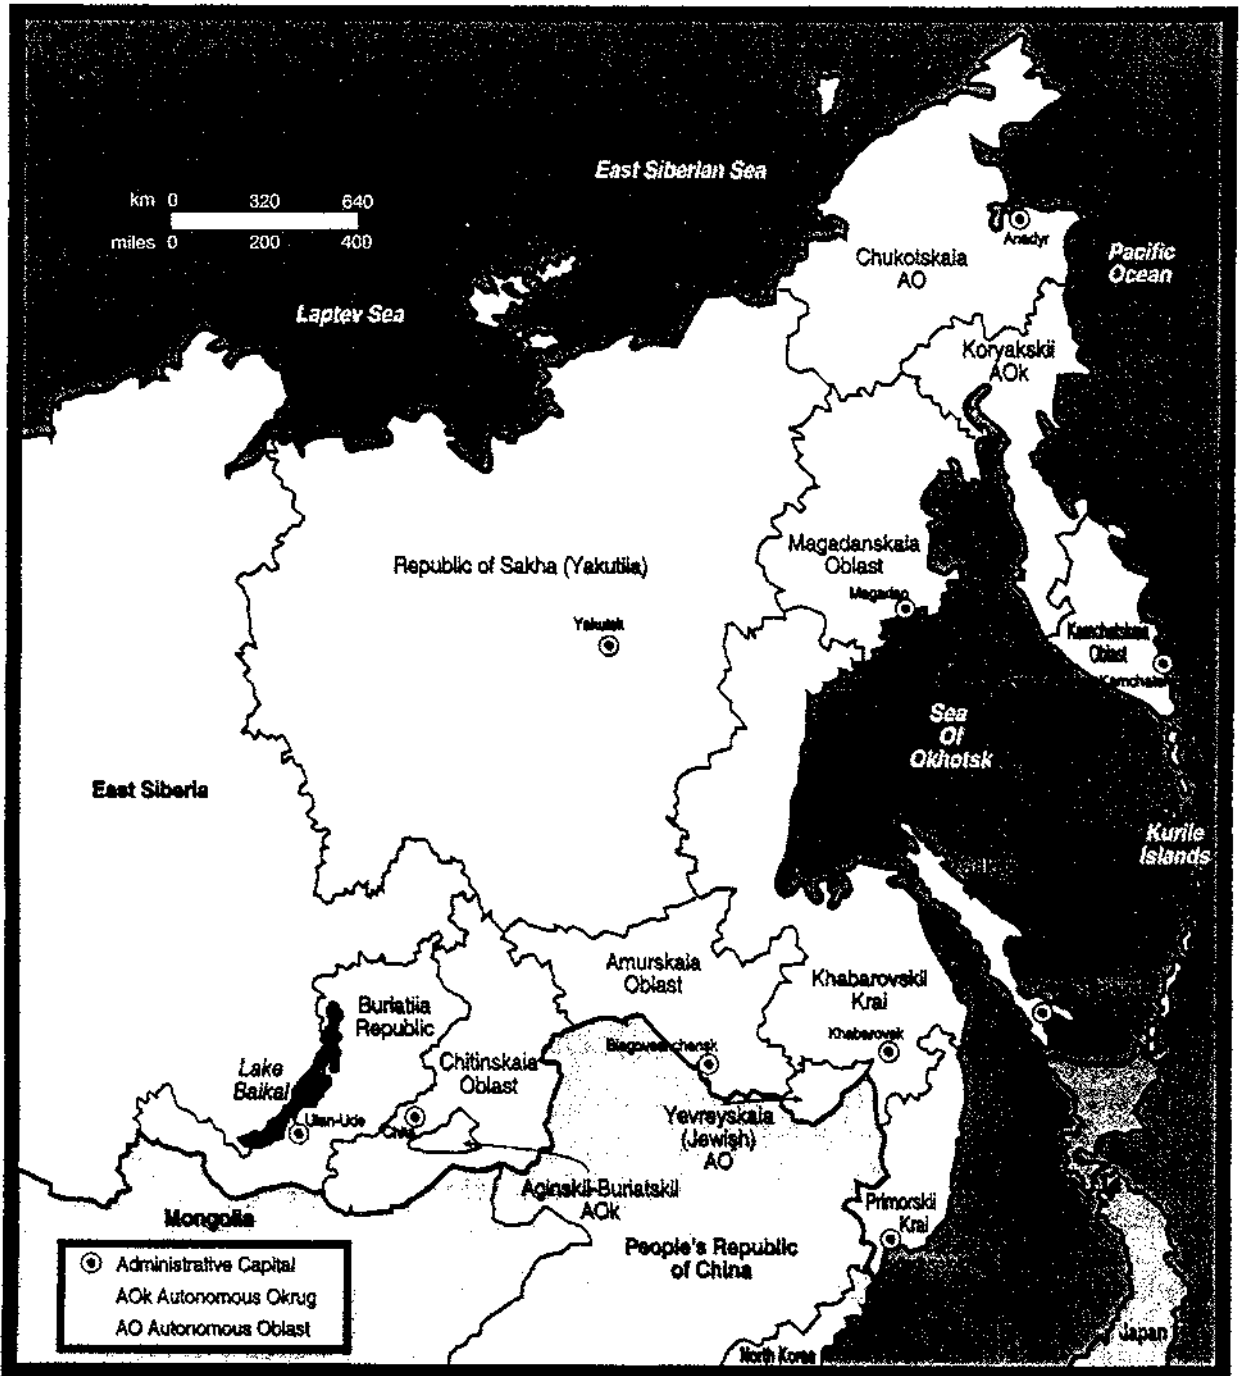 East Siberian Sea
km 0 320 640
miles 0 200 400
Chukotskaia
AO
Anadyr
Pacific
Ocean
Laptev Sea
Koryakskii
AOk
Republic of Sakha (Yakutiia)
Magadanskaia
Oblast
Magadan
Yakutsk
Kamchatskaia
Oblast
Sea
Of
Okhotsk
East Siberia
Kurile
Islands
Amurskaia
Oblast
Khabarovskii
Krai
Buriatiia
Republic
Khabarovsk
Blagoveshchensk
Chitinskaia
Oblast
Lake
Baikal
Ulan-Ude
Chita
Yevreyskaia
(Jewish)
AO
Aginskii-Buriatskii
AOk
Primorskii
Krai
Mongolia
People's Republic
of China
Administrative Capital
AOk Autonomous Okrug
AO Autonomous Oblast
North Korea
Japan